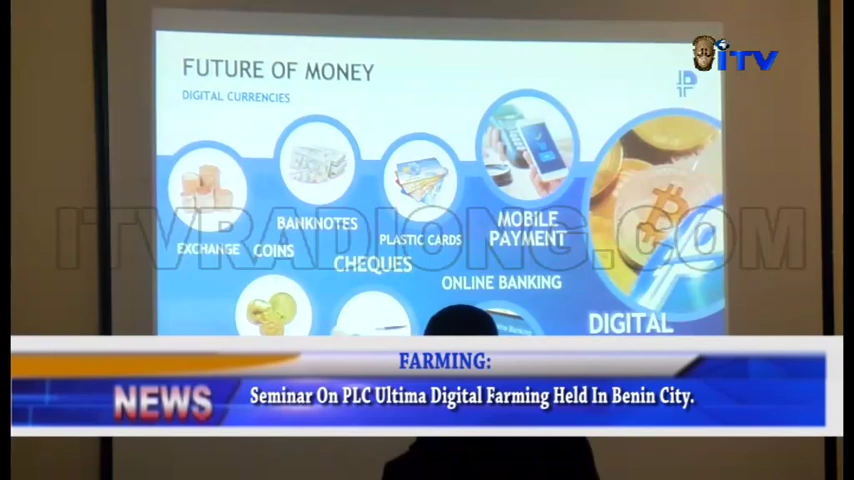 iTV
FUTURE OF MONEY
DIGITAL CURRENCIES
ITVRADIONG.COM
BANKNOTES
MOBILE
PAYMENT
PLASTIC CARDS
EXCHANGE
COINS
CHEQUES
ONLINE BANKING
DIGITAL
FARMING:
NEWS
Seminar On PLC Ultima Digital Farming Held In Benin City.